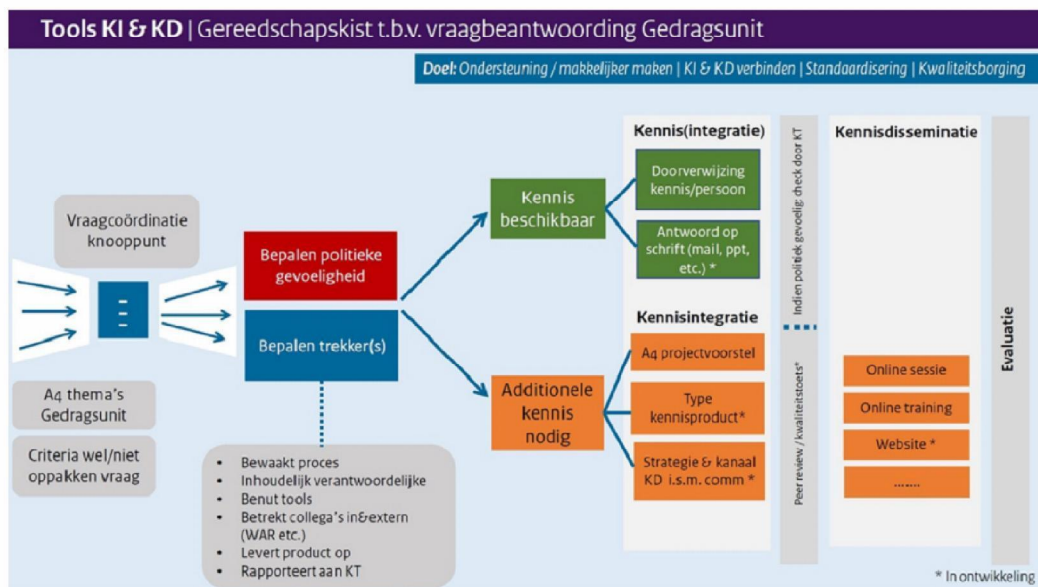 Tools KI & KD | Gereedschapskist t.b.v. vraagbeantwoording Gedragsunit
Doel: Ondersteuning / makkelijker maken | KI & KD verbinden | Standaardisering | Kwaliteitsborging
Vraagcoördinatie
knooppunt
A4 thema's
Gedragsunit
Criteria wel/niet
oppakken vraag
Bepalen politieke
gevoeligheid
Bepalen trekker(s)
• Bewaakt proces
• Inhoudelijk verantwoordelijke
• Benut tools
• Betrekt collega's in&extern
(WAR etc.)
• Levert product op
• Rapporteert aan KT
Kennis
beschikbaar
Additionele
kennis
nodig
Kennis(integratie)
Doorverwijzing
kennis/persoon
Antwoord op
schrift (mail, ppt,
etc.) *
Kennisintegratie
A4 projectvoorstel
Type
kennisproduct*
Strategie & kanaal
KD i.s.m. comm *
Indien politiek gevoelig: check door KT
Peer review / kwaliteitstoets*
Kennisdisseminatie
Online sessie
Online training
Website *
.......
Evaluatie
* In ontwikkeling